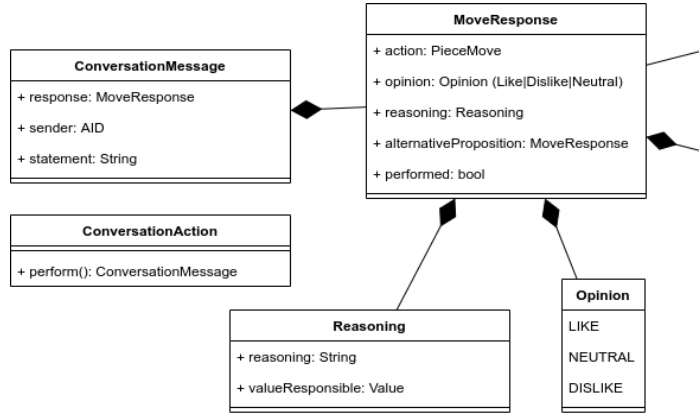 MoveResponse
+ action: PieceMove
+ opinion: Opinion (Like|Dislike|Neutral)
+ reasoning: Reasoning
+ alternativeProposition: MoveResponse
+ performed: bool
ConversationMessage
+ response: MoveResponse
+ sender: AID
+ statement: String
ConversationAction
+ perform(): ConversationMessage
Reasoning
+ reasoning: String
+ valueResponsible: Value
Opinion
LIKE
NEUTRAL
DISLIKE